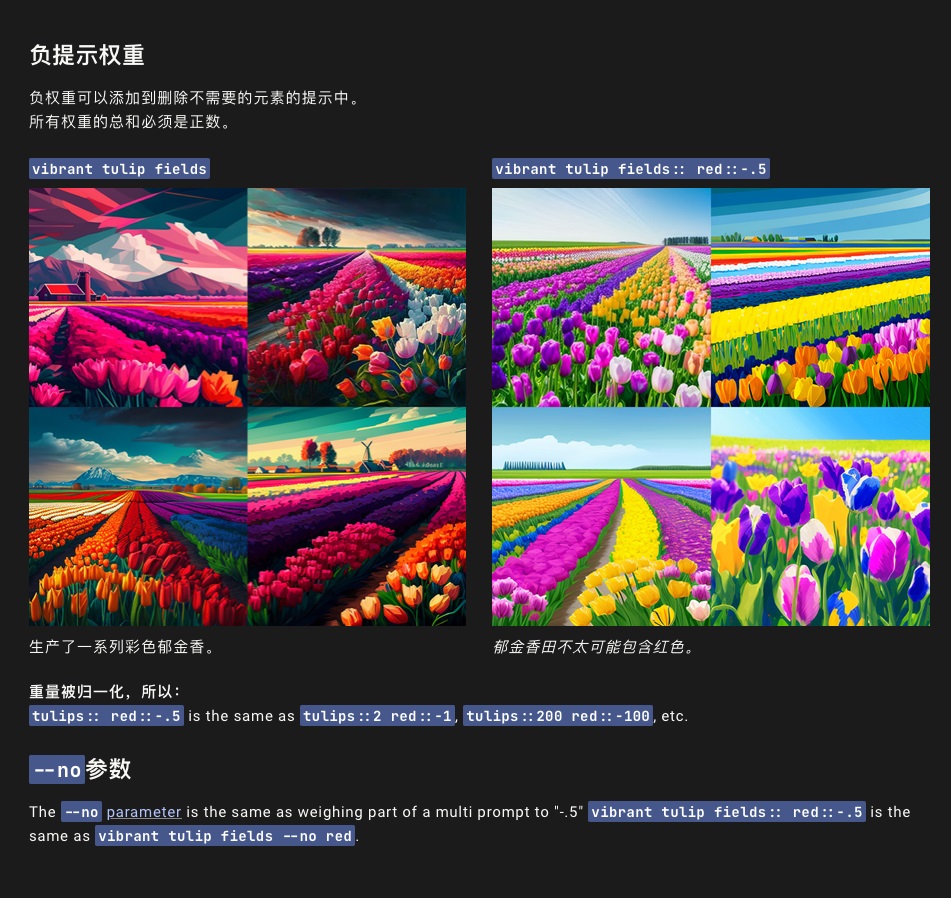 负提示权重
负权重可以添加到删除不需要的元素的提示中。
所有权重的总和必须是正数。
vibrant tulip fields
vibrant tulip fields:: red::-.5
生产了一系列彩色郁金香。
郁金香田不太可能包含红色。
重量被归一化，所以：
tulips:: red::-.5 is the same as tulips::2 red::-1, tulips::200 red::-100, etc.
--no参数
The --no parameter is the same as weighing part of a multi prompt to "-.5" vibrant tulip fields:: red::-.5 is the
same as vibrant tulip fields --no red.